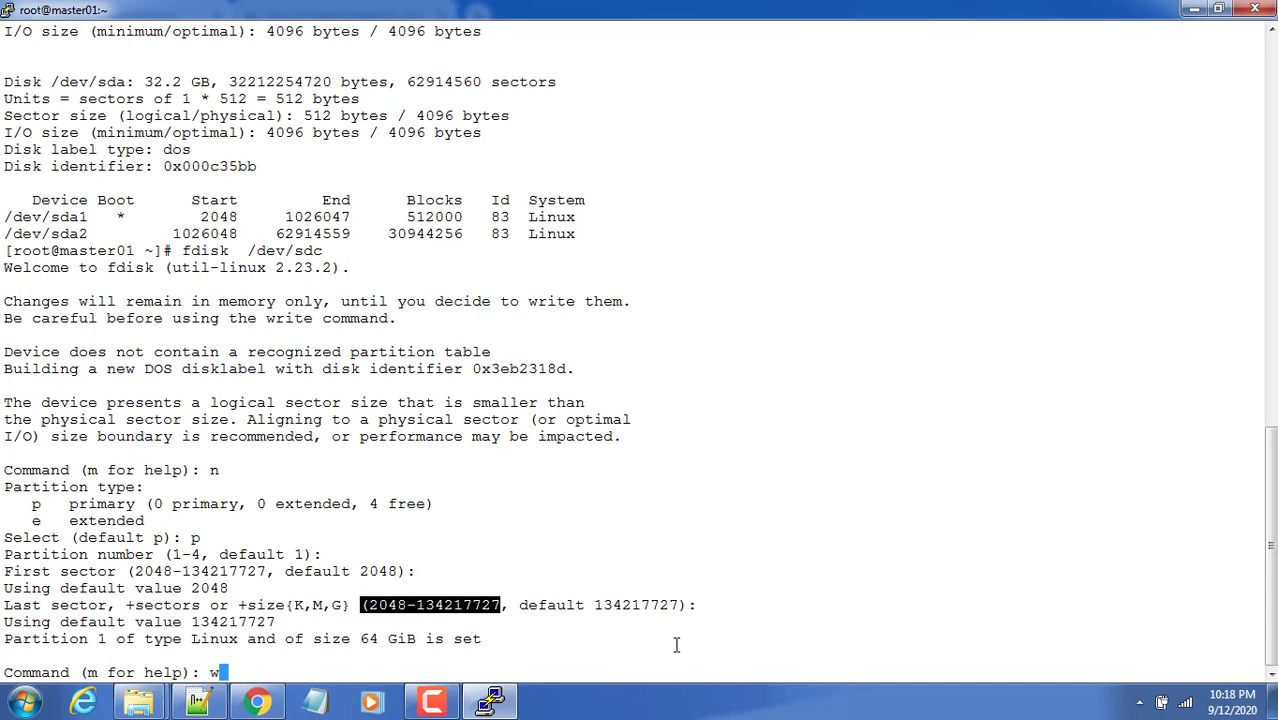 root@master01:~
I/O size (minimum/optimal): 4096 bytes / 4096 bytes
Disk /dev/sda: 32.2 GB, 32212254720 bytes, 62914560 sectors
Units = sectors of 1 * 512 = 512 bytes
Sector size (logical/physical): 512 bytes / 4096 bytes
I/O size (minimum/optimal): 4096 bytes / 4096 bytes
Disk label type: dos
Disk identifier: 0x000c35bb
Device Boot Start End Blocks Id System
/dev/sda1 * 2048 1026047 512000 83 Linux
/dev/sda2 1026048 62914559 30944256 83 Linux
[root@master01 ~]# fdisk /dev/sdc
Welcome to fdisk (util-linux 2.23.2).
Changes will remain in memory only, until you decide to write them.
Be careful before using the write command.
Device does not contain a recognized partition table
Building a new DOS disklabel with disk identifier 0x3eb2318d.
The device presents a logical sector size that is smaller than
the physical sector size. Aligning to a physical sector (or optimal
I/O) size boundary is recommended, or performance may be impacted.
Command (m for help): n
Partition type:
p primary (0 primary, 0 extended, 4 free)
e extended
Select (default p): p
Partition number (1-4, default 1):
First sector (2048-134217727, default 2048):
Using default value 2048
Last sector, +sectors or +size{K,M,G} (2048-134217727, default 134217727):
Using default value 134217727
Partition 1 of type Linux and of size 64 GiB is set
Command (m for help): w
10:18 PM
9/12/2020